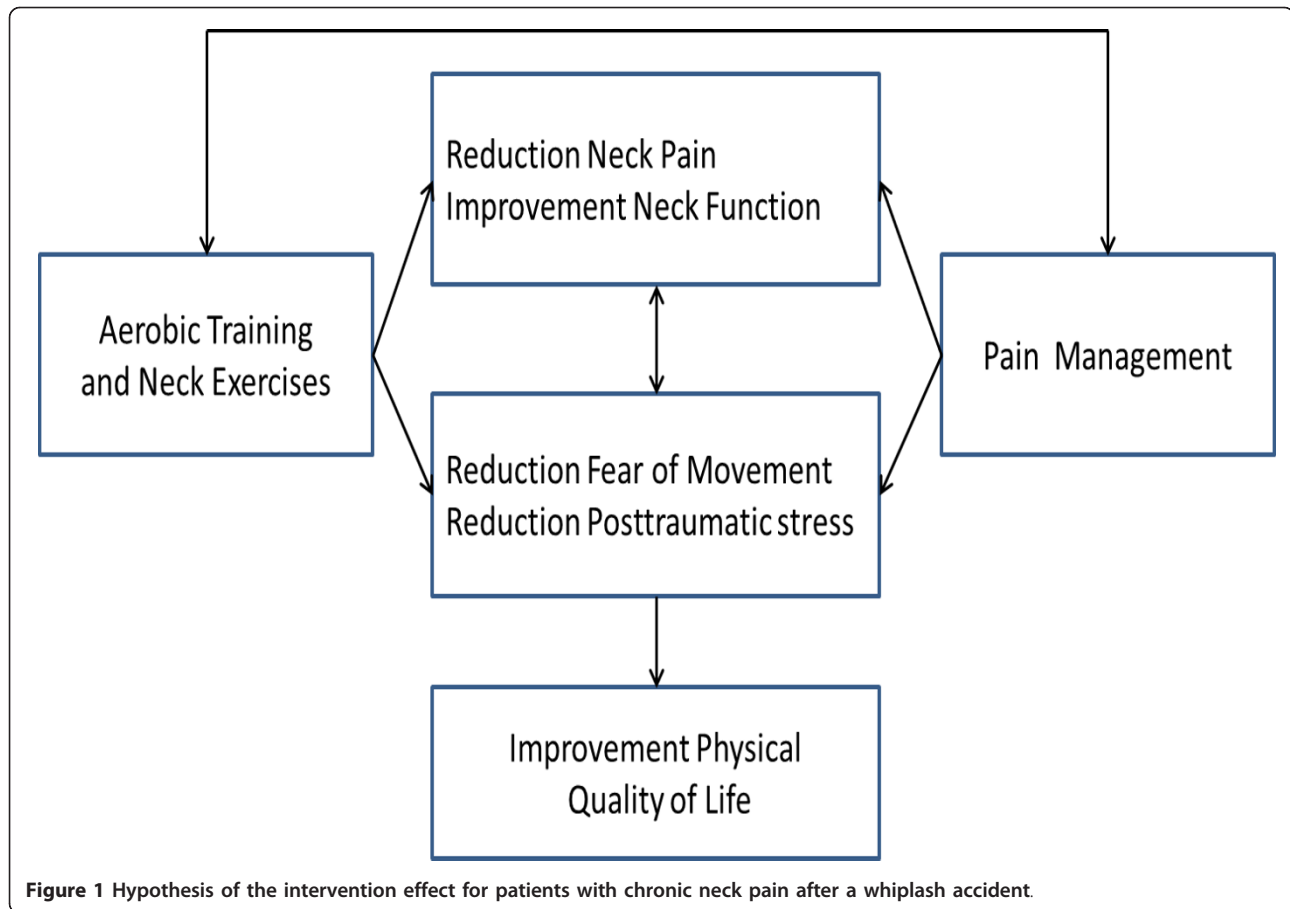 Reduction Neck Pain
Improvement Neck Function
Aerobic Training
and Neck Exercises
Pain Management
Reduction Fear of Movement
Reduction Posttraumatic stress
Improvement Physical
Quality of Life
Figure 1 Hypothesis of the intervention effect for patients with chronic neck pain after a whiplash accident.